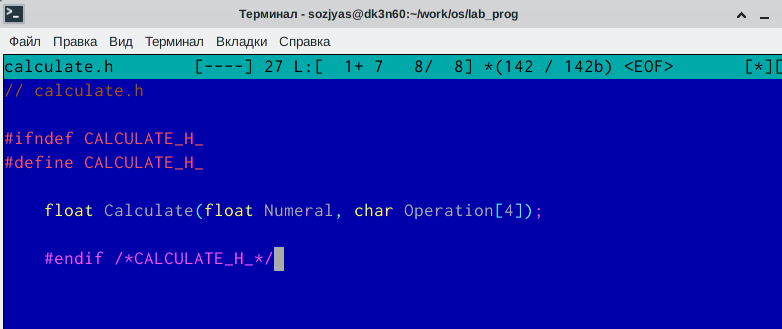 Терминал - sozjyas@dk3n60:~/work/os/lab_prog
Файл Правка Вид Терминал Вкладки Справка
calculate.h [----] 27 L:[ 1+ 7 8/ 8] *(142 / 142b) <EOF> [*][
// calculate.h
#ifndef CALCULATE_H_
#define CALCULATE_H_
float Calculate(float Numeral, char Operation[4]);
#endif /*CALCULATE_H_*/